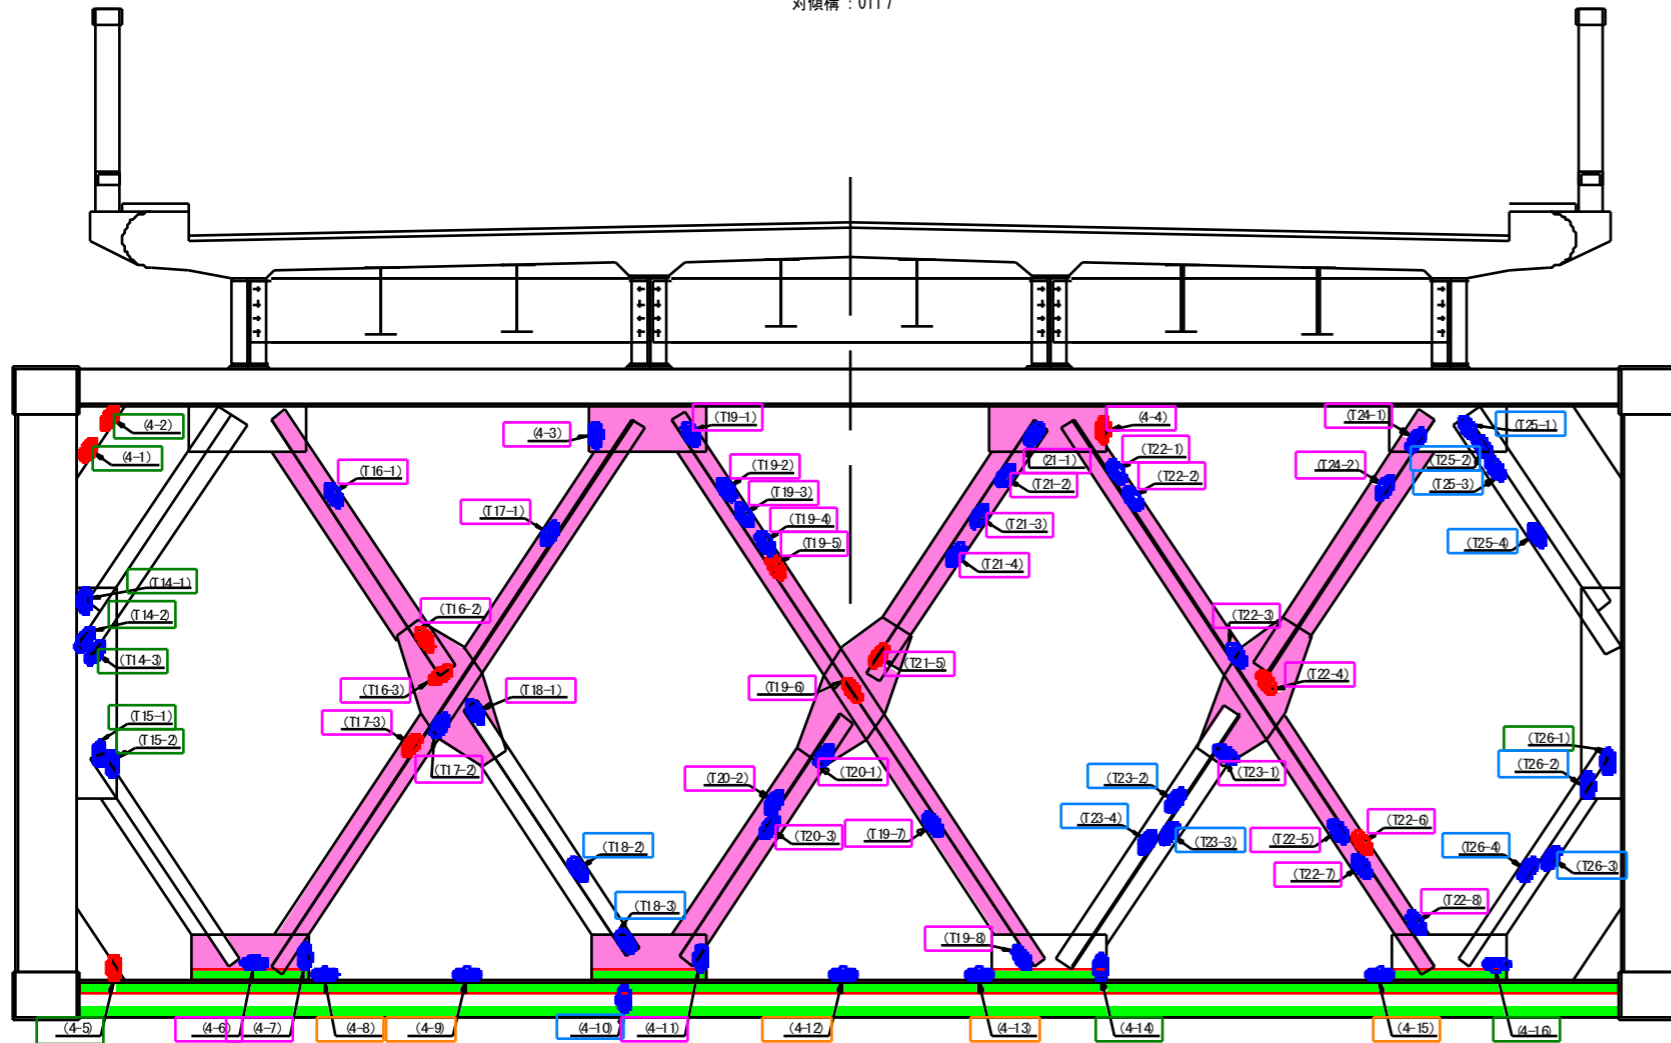 対傾構：0117
(4-2)
(4-1)
(4-3)
(T19-1)
(4-4)
(T24-1)
(T25-1)
(T16-1)
(T19-2)
(21-1)
(T22-1)
(T24-2)
(T25-2)
(T17-1)
(T19-3)
(T21-2)
(T22-2)
(T25-3)
(T19-4)
(T21-3)
(T19-5)
(T25-4)
(T21-4)
(T14-1)
(T14-2)
(T16-2)
(T22-3)
(T14-3)
(T21-5)
(T16-3)
(T18-1)
(T19-6)
(T22-4)
(T15-1)
(T17-3)
(T15-2)
(T26-1)
(T17-2)
(T20-1)
(T23-1)
(T26-2)
(T20-2)
(T23-2)
(T20-3)
(T19-7)
(T23-4)
(T23-3)
(T22-5)
(T22-6)
(T26-4)
(T18-2)
(T22-7)
(T26-3)
(T18-3)
(T22-8)
(T19-8)
(4-5)
(4-6)
(4-7)
(4-8)
(4-9)
(4-10)
(4-11)
(4-12)
(4-13)
(4-14)
(4-15)
(4-16)